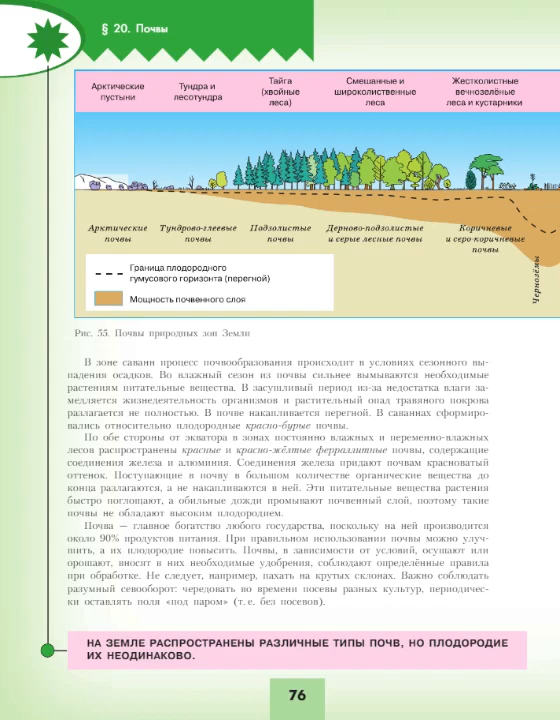 § 20. Почвы
Арктические
пустыни
Тундра и
лесотундра
Тайга
(хвойные
леса)
Смешанные и
широколиственные
леса
Жестколистные
вечнозелёные
леса и кустарники
Арктические
почвы
Тундрово-глеевые
почвы
Подзолистые
почвы
Дерново-подзолистые
и серые лесные почвы
Коричневые
и серо-коричневые
почвы
Чернозёмы
Граница плодородного
гумусового горизонта (перегной)
Мощность почвенного слоя
Рис. 55. Почвы природных зон Земли
В зоне саванн процесс почвообразования происходит в условиях сезонного вы-
падения осадков. Во влажный сезон из почвы сильнее вымываются необходимые
растениям питательные вещества. В засушливый период из-за недостатка влаги за-
медляется жизнедеятельность организмов и растительный опад травяного покрова
разлагается не полностью. В почве накапливается перегной. В саваннах сформиро-
вались относительно плодородные красно-бурые почвы.
По обе стороны от экватора в зонах постоянно влажных и переменно-влажных
лесов распространены красные и красно-жёлтые ферраллитные почвы, содержащие
соединения железа и алюминия. Соединения железа придают почвам красноватый
оттенок. Поступающие в почву в большом количестве органические вещества до
конца разлагаются, а не накапливаются в ней. Эти питательные вещества растения
быстро поглощают, а обильные дожди промывают почвенный слой, поэтому такие
почвы не обладают высоким плодородием.
Почва — главное богатство любого государства, поскольку на ней производится
около 90% продуктов питания. При правильном использовании почвы можно улуч-
шить, а их плодородие повысить. Почвы, в зависимости от условий, осушают или
орошают, вносят в них необходимые удобрения, соблюдают определённые правила
при обработке. Не следует, например, пахать на крутых склонах. Важно соблюдать
разумный севооборот: чередовать во времени посевы разных культур, периодичес-
ки оставлять поля «под паром» (т. е. без посевов).
НА ЗЕМЛЕ РАСПРОСТРАНЕНЫ РАЗЛИЧНЫЕ ТИПЫ ПОЧВ, НО ПЛОДОРОДИЕ
ИХ НЕОДИНАКОВО.
76